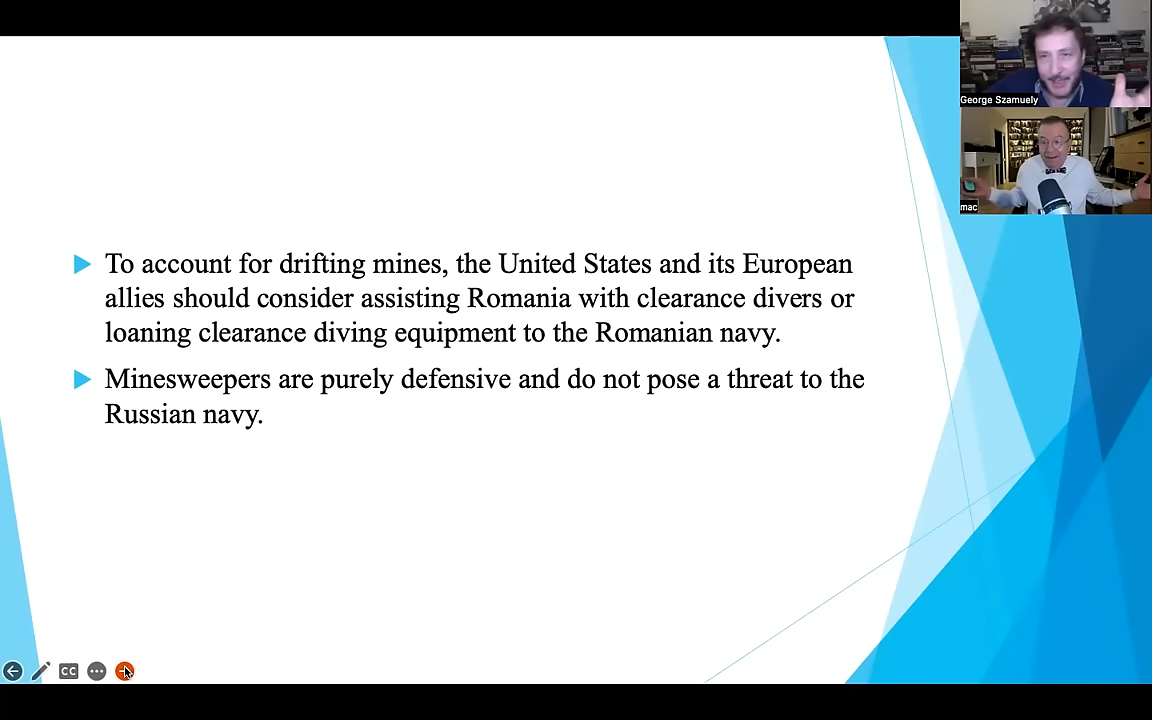 George Szamuely
mac
To account for drifting mines, the United States and its European
allies should consider assisting Romania with clearance divers or
loaning clearance diving equipment to the Romanian navy.
Minesweepers are purely defensive and do not pose a threat to the
Russian navy.
CC